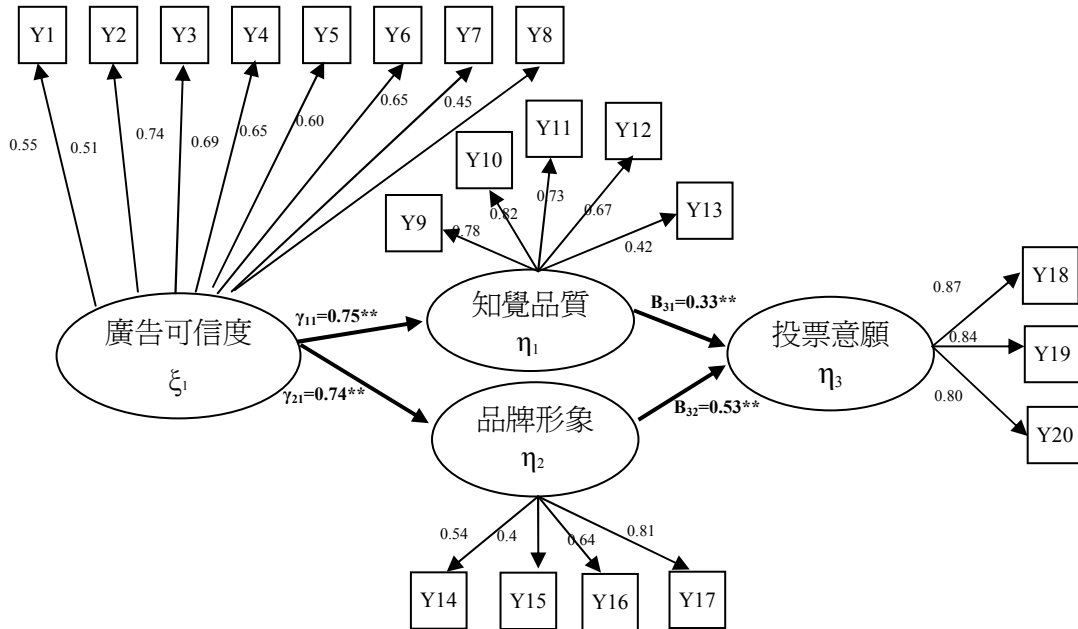 Y1 Y2 Y3 Y4 Y5 Y6 Y7 Y8
0.55 0.51 0.74 0.69 0.65 0.60 0.65 0.45
Y9 Y10 Y11 Y12 Y13
0.78 0.82 0.73 0.67 0.42
廣告可信度
ξ1
γ11=0.75**
γ21=0.74**
知覺品質
η1
品牌形象
η2
B31=0.33**
B32=0.53**
投票意願
η3
0.87
0.84
0.80
Y18
Y19
Y20
0.54 0.4 0.64 0.81
Y14 Y15 Y16 Y17